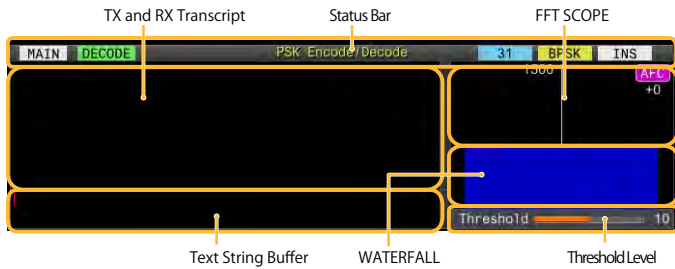 TX and RX Transcript Status Bar FFT SCOPE
MAIN DECODE PSK Encode/Decode 31 BPSK INS
1500 AFC
+0
Threshold 10
Text String Buffer WATERFALL Threshold Level